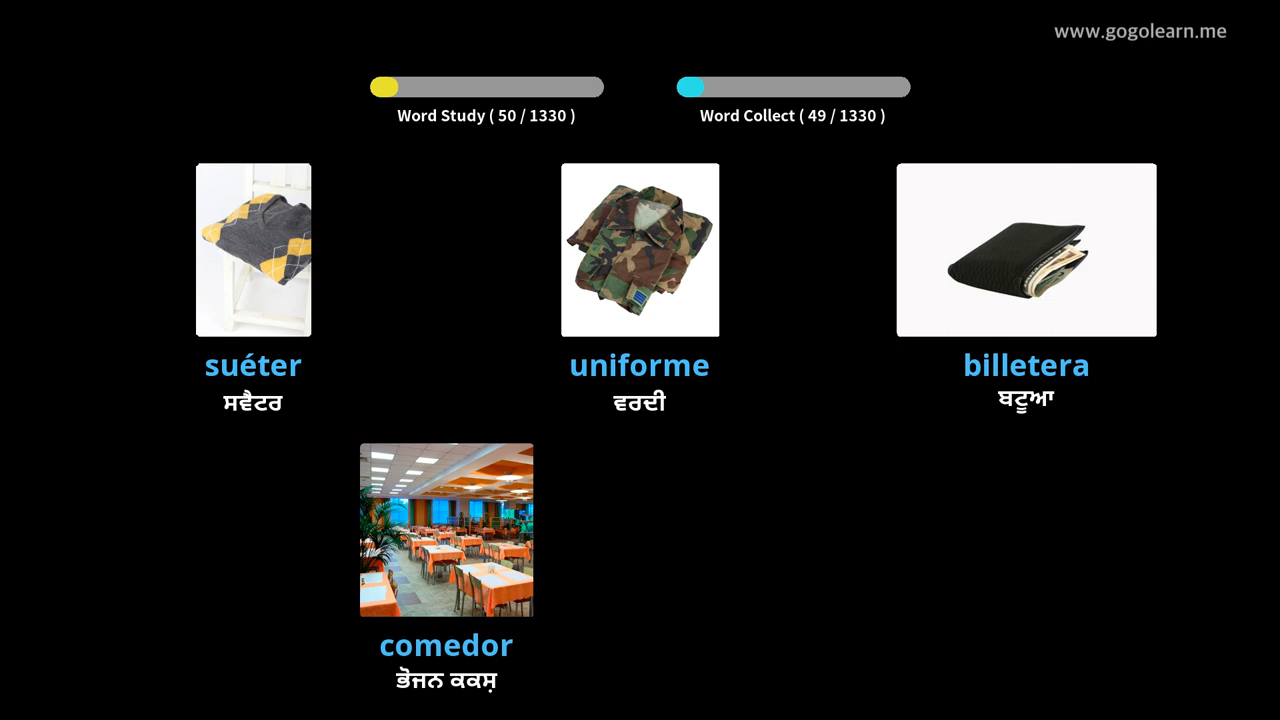 www.gogolearn.me
Word Study ( 50 / 1330 )
Word Collect ( 49 / 1330 )
suéter
uniforme
billetera
ਸਵੈਟਰ
ਵਰਦੀ
ਬਟੂਆ
comedor
ਭੋਜਨ ਕਕਸ਼